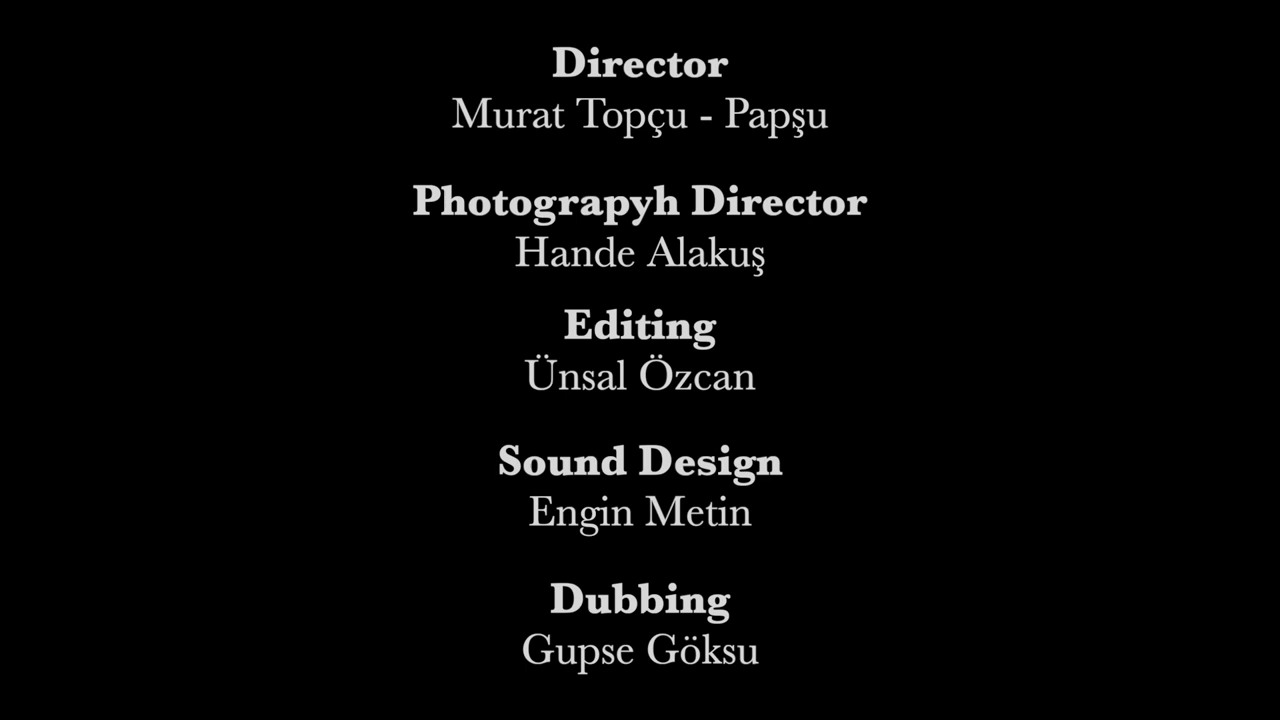 Director
Murat Topçu - Papşu
Photograpyh Director
Hande Alakuş
Editing
Ünsal Özcan
Sound Design
Engin Metin
Dubbing
Gupse Göksu